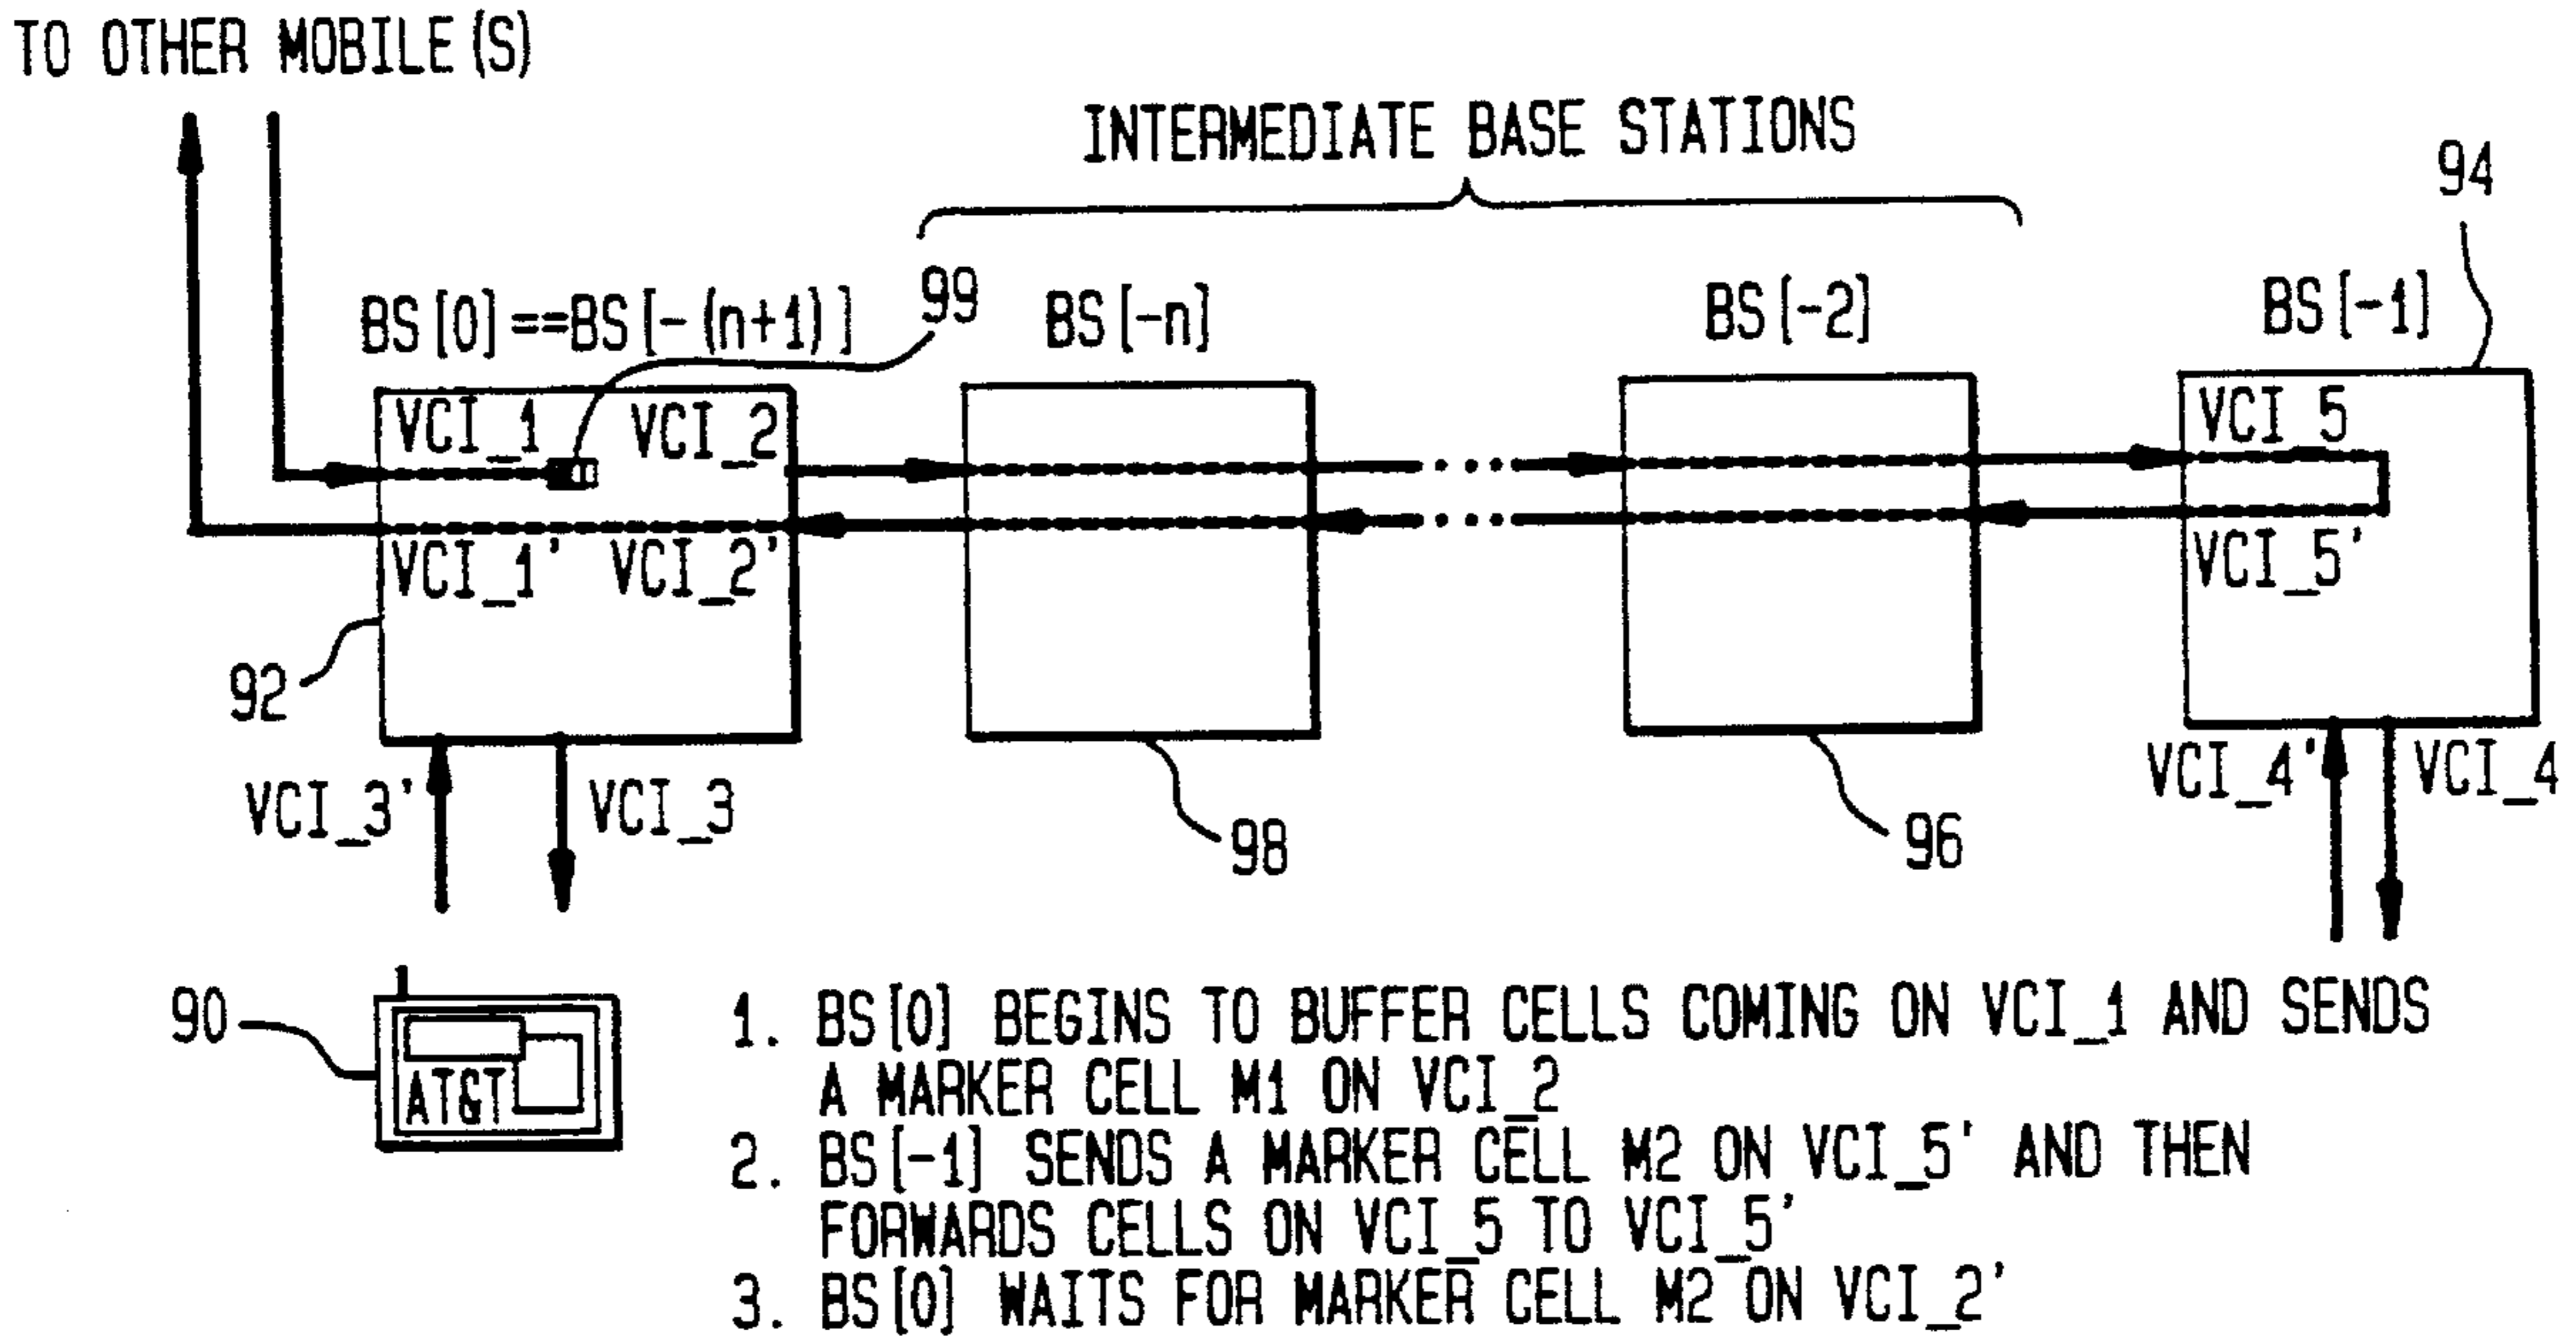 TO OTHER MOBILE(S)
INTERMEDIATE BASE STATIONS
94
99
BS[0]==BS[-(n+1)]
BS[-n]
BS[-2]
BS[-1]
VCI_1
VCI_2
VCI_5
VCI_1'
VCI_2'
VCI_5'
92
VCI_3'
VCI_3
98
96
VCI_4'
VCI_4
90
AT&T
1. BS[0] BEGINS TO BUFFER CELLS COMING ON VCI_1 AND SENDS
A MARKER CELL M1 ON VCI_2
2. BS[-1] SENDS A MARKER CELL M2 ON VCI_5' AND THEN
FORWARDS CELLS ON VCI_5 TO VCI_5'
3. BS[0] WAITS FOR MARKER CELL M2 ON VCI_2'